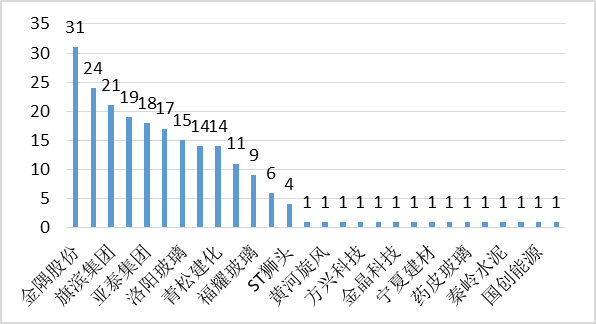 35
30
25
20
15
10
5
0
31
24
21
19
18
17
15
14
14
11
9
6
4
1 1 1 1 1 1 1 1 1 1 1 1 1 1 1
金隅股份
旗滨集团
亚泰集团
洛阳玻璃
青松建化
福耀玻璃
ST狮头
黄河旋风
方兴科技
金晶科技
宁夏建材
药皮玻璃
秦岭水泥
国创能源